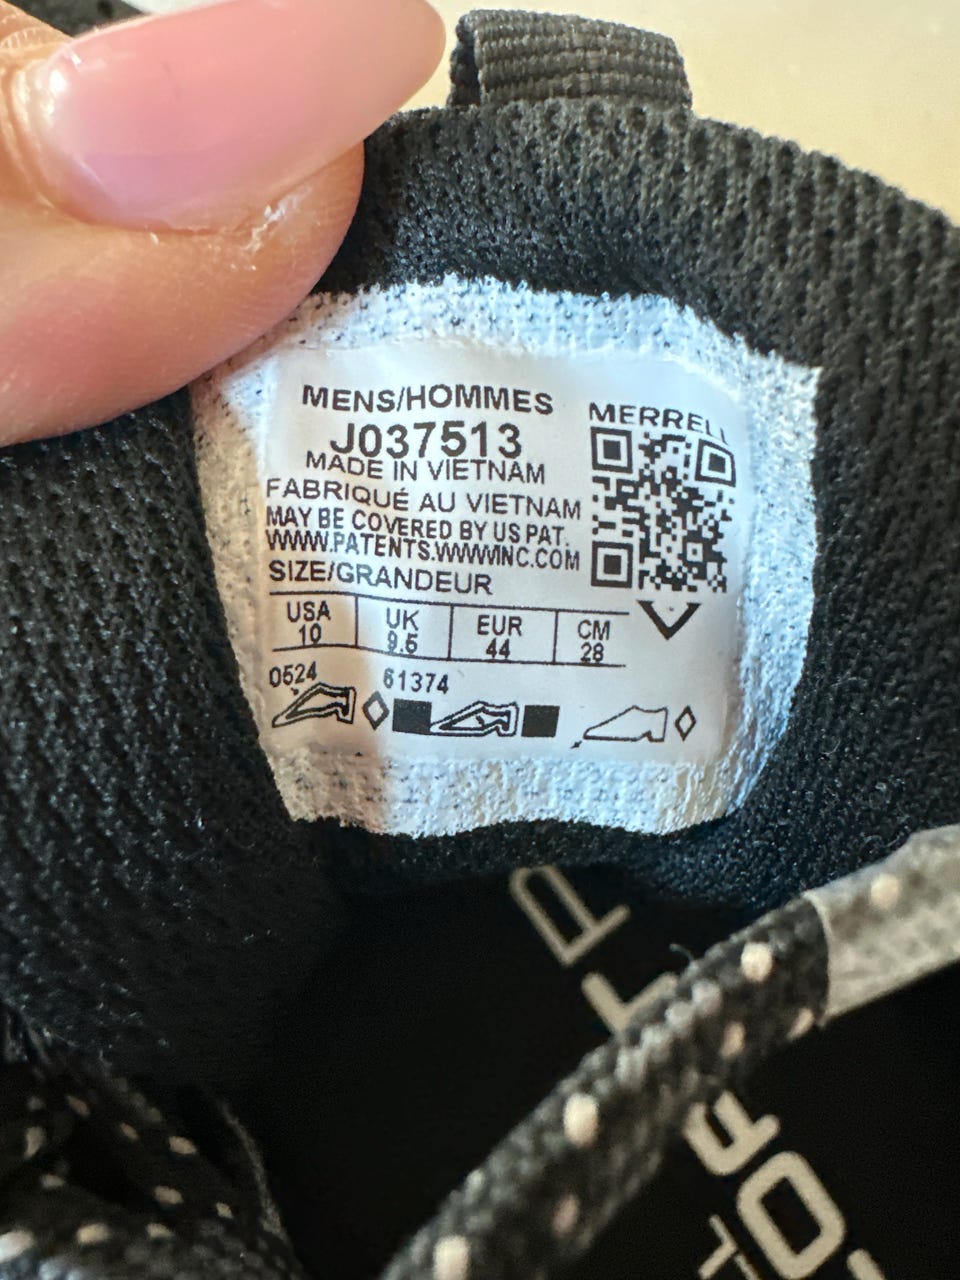 MENS/HOMMES
MERRELL
J037513
MADE IN VIETNAM
FABRIQUÉ AU VIETNAM
MAY BE COVERED BY US PAT.
WWW.PATENTS.WWWINC.COM
SIZE/GRANDEUR
USA UK EUR CM
10 9.5 44 28
0524 61374